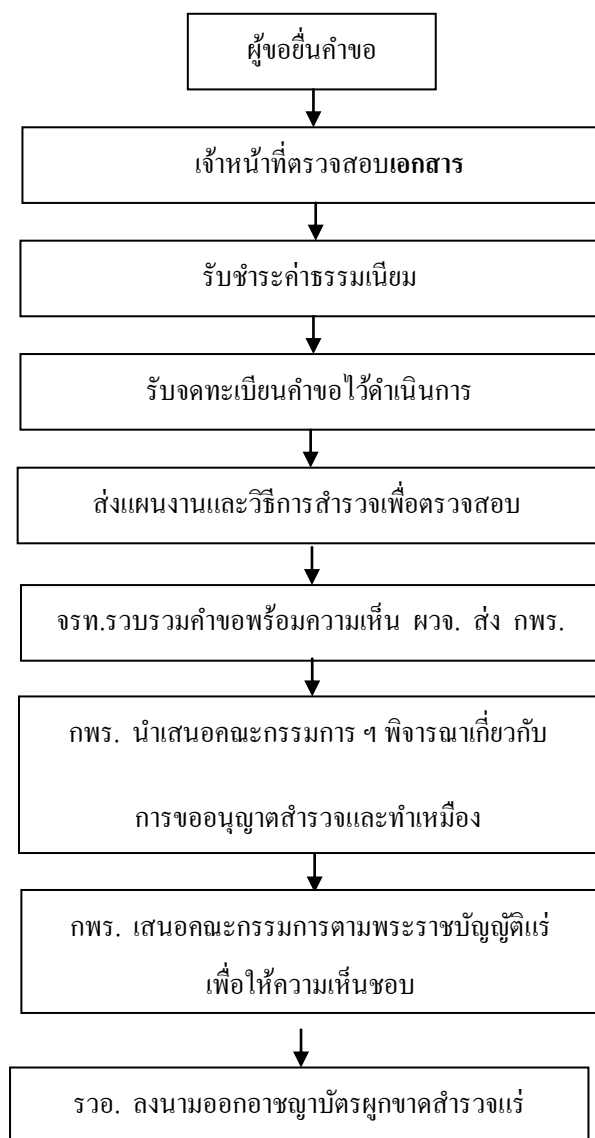 ผู้ขอยื่นคำขอ
เจ้าหน้าที่ตรวจสอบเอกสาร
รับชำระค่าธรรมเนียม
รับจดทะเบียนคำขอไว้ดำเนินการ
ส่งแผนงานและวิธีการสำรวจเพื่อตรวจสอบ
จรท.รวบรวมคำขอพร้อมความเห็น ผวจ. ส่ง กพร.
กพร. นำเสนอคณะกรรมการ ฯ พิจารณาเกี่ยวกับ
การขออนุญาตสำรวจและทำเหมือง
กพร. เสนอคณะกรรมการตามพระราชบัญญัติแร่
เพื่อให้ความเห็นชอบ
รวอ. ลงนามออกอาชญาบัตรผูกขาดสำรวจแร่